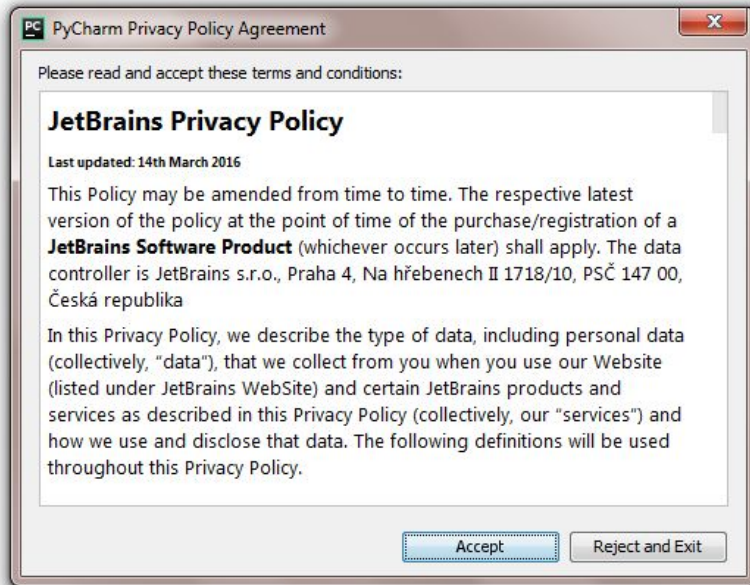 PC PyCharm Privacy Policy Agreement
Please read and accept these terms and conditions:
JetBrains Privacy Policy
Last updated: 14th March 2016
This Policy may be amended from time to time. The respective latest
version of the policy at the point of time of the purchase/registration of a
JetBrains Software Product (whichever occurs later) shall apply. The data
controller is JetBrains s.r.o., Praha 4, Na hřebenech II 1718/10, PSČ 147 00,
Česká republika
In this Privacy Policy, we describe the type of data, including personal data
(collectively, “data”), that we collect from you when you use our Website
(listed under JetBrains WebSite) and certain JetBrains products and
services as described in this Privacy Policy (collectively, our “services”) and
how we use and disclose that data. The following definitions will be used
throughout this Privacy Policy.
Accept Reject and Exit